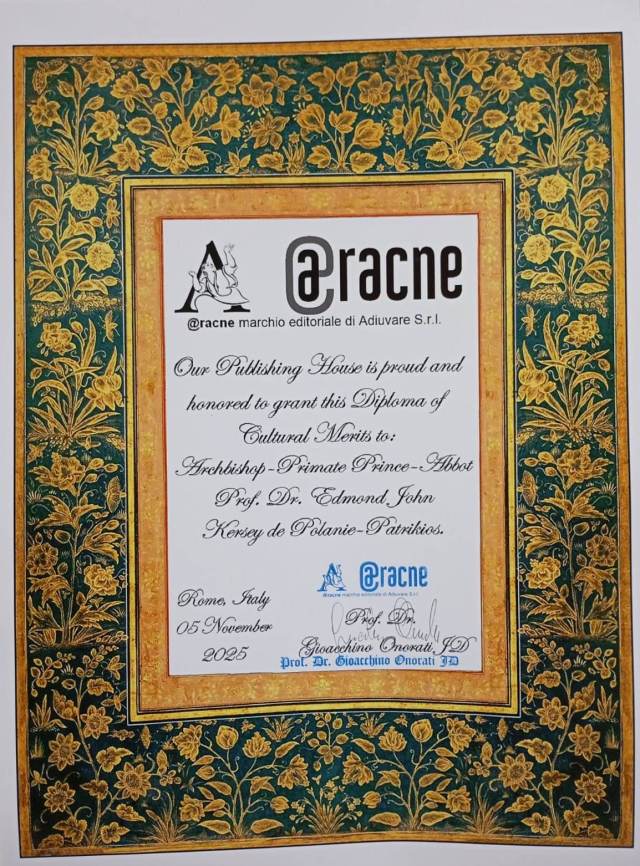 @racne
@racne marchio editoriale di Adiuvare S.r.l.
Our Publishing House is proud and
honored to grant this Diploma of
Cultural Merits to:
Archbishop-Primate Prince-Abbot
Prof. Dr. Edmond John
Kersey de Polanie-Patrikios.
@racne
@racne marchio editoriale di Adiuvare S.r.l.
Rome, Italy
05 November
2025
Prof. Dr.
Gioacchino Onorati, JD
Prof. Dr. Gioacchino Onorati JD